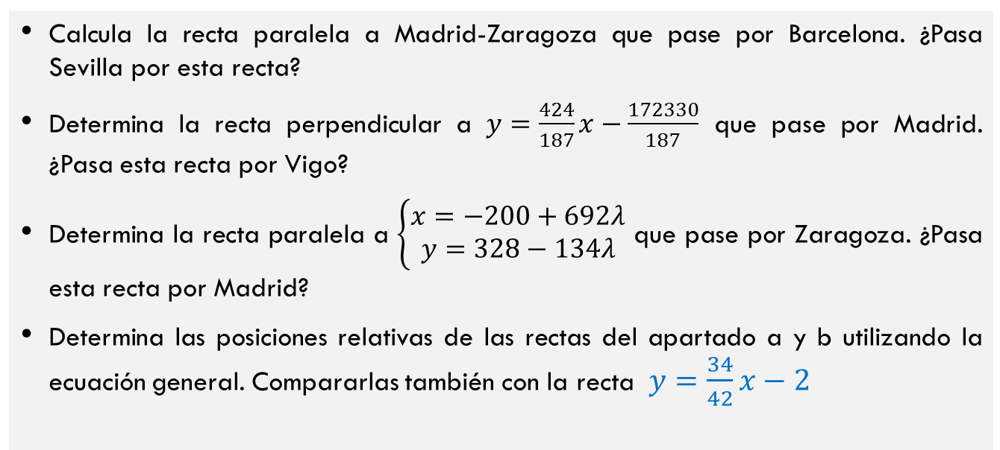 • Calcula la recta paralela a Madrid-Zaragoza que pase por Barcelona. ¿Pasa
Sevilla por esta recta?
• Determina la recta perpendicular a y = 424/187 x − 172330/187 que pase por Madrid.
¿Pasa esta recta por Vigo?
• Determina la recta paralela a {x = −200 + 692λ
y = 328 − 134λ que pase por Zaragoza. ¿Pasa
esta recta por Madrid?
• Determina las posiciones relativas de las rectas del apartado a y b utilizando la
ecuación general. Compararlas también con la recta y = 34/42 x − 2